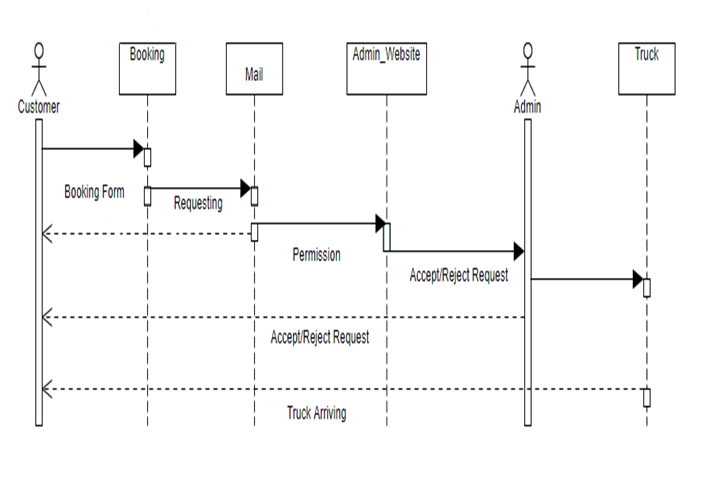 Booking
Mail
Admin_Website
Truck
Customer
Admin
Booking Form
Requesting
Permission
Accept/Reject Request
Accept/Reject Request
Truck Arriving